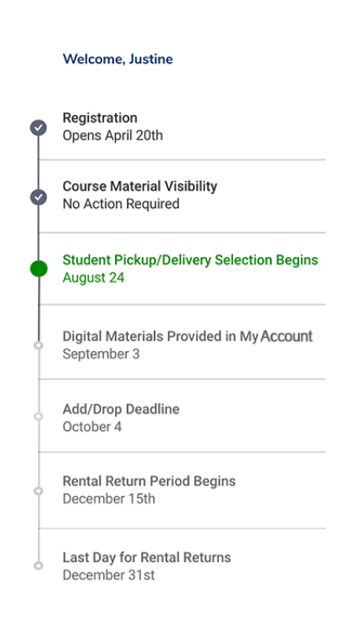 Welcome, Justine
Registration
Opens April 20th
Course Material Visibility
No Action Required
Student Pickup/Delivery Selection Begins
August 24
Digital Materials Provided in My Account
September 3
Add/Drop Deadline
October 4
Rental Return Period Begins
December 15th
Last Day for Rental Returns
December 31st